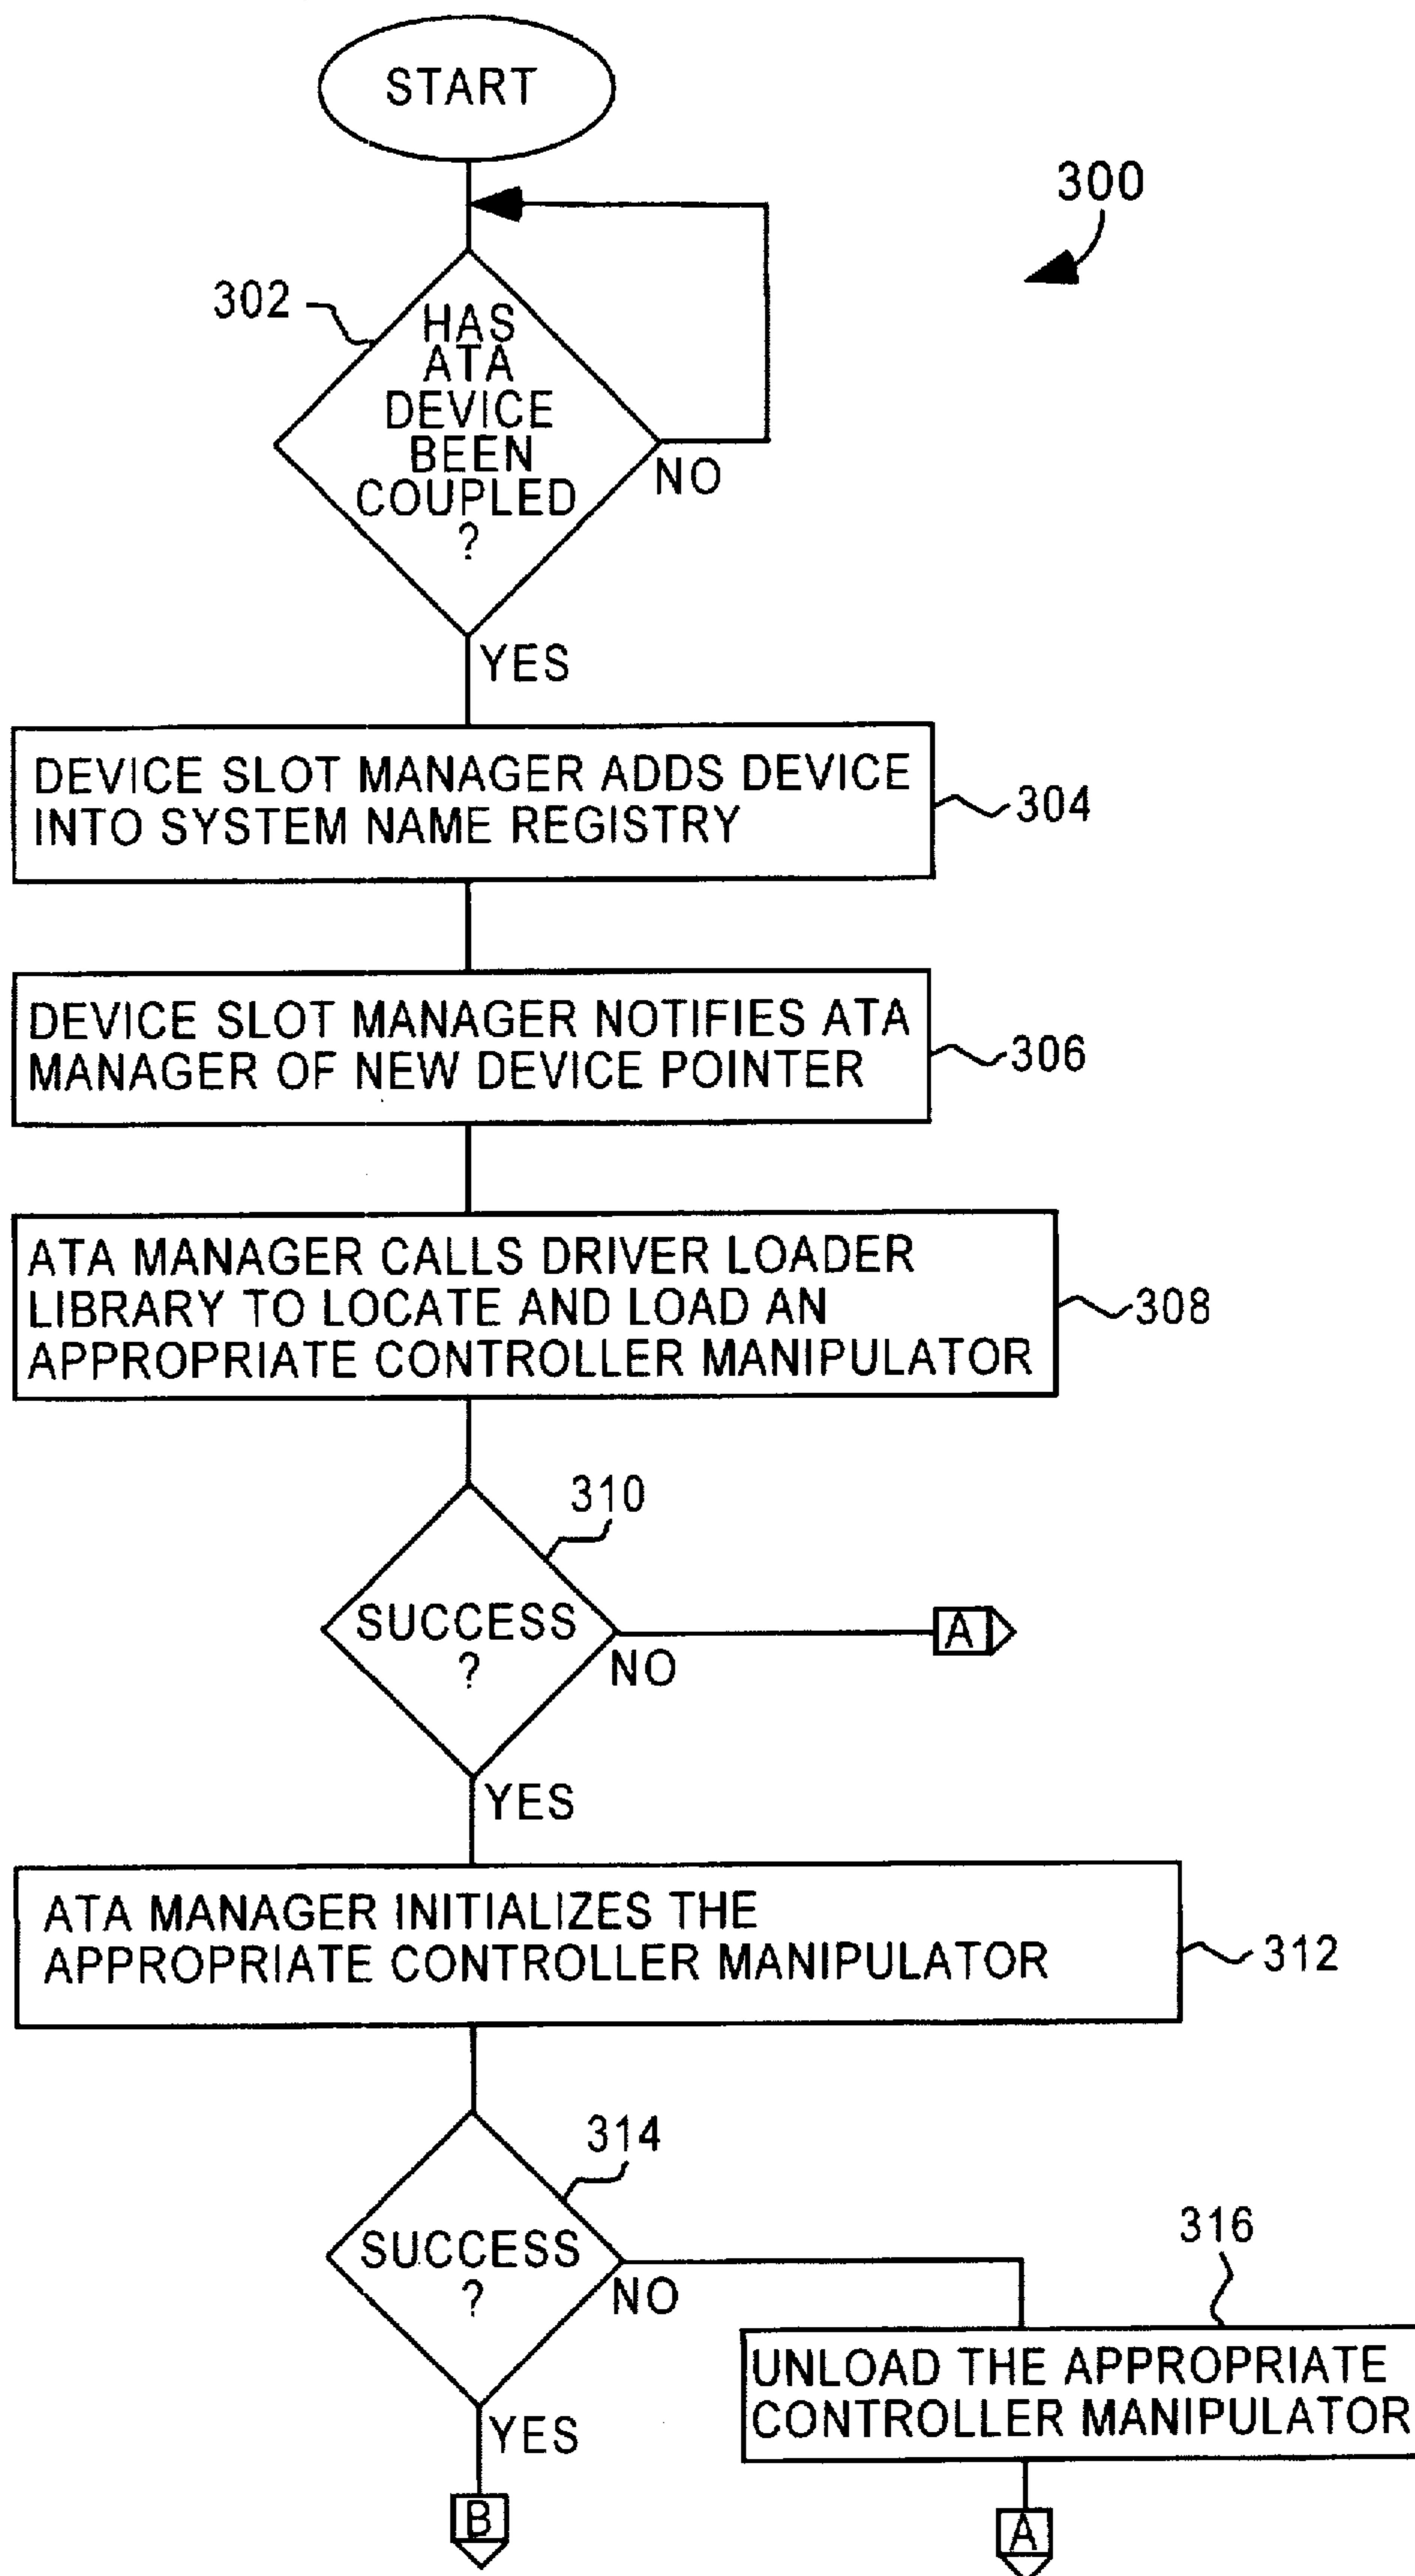 START
300
302
HAS
ATA
DEVICE
BEEN
COUPLED
?
NO
YES
DEVICE SLOT MANAGER ADDS DEVICE
INTO SYSTEM NAME REGISTRY
304
DEVICE SLOT MANAGER NOTIFIES ATA
MANAGER OF NEW DEVICE POINTER
306
ATA MANAGER CALLS DRIVER LOADER
LIBRARY TO LOCATE AND LOAD AN
APPROPRIATE CONTROLLER MANIPULATOR
308
310
SUCCESS
?
NO
A
YES
ATA MANAGER INITIALIZES THE
APPROPRIATE CONTROLLER MANIPULATOR
312
314
SUCCESS
?
NO
316
UNLOAD THE APPROPRIATE
CONTROLLER MANIPULATOR
YES
B
A